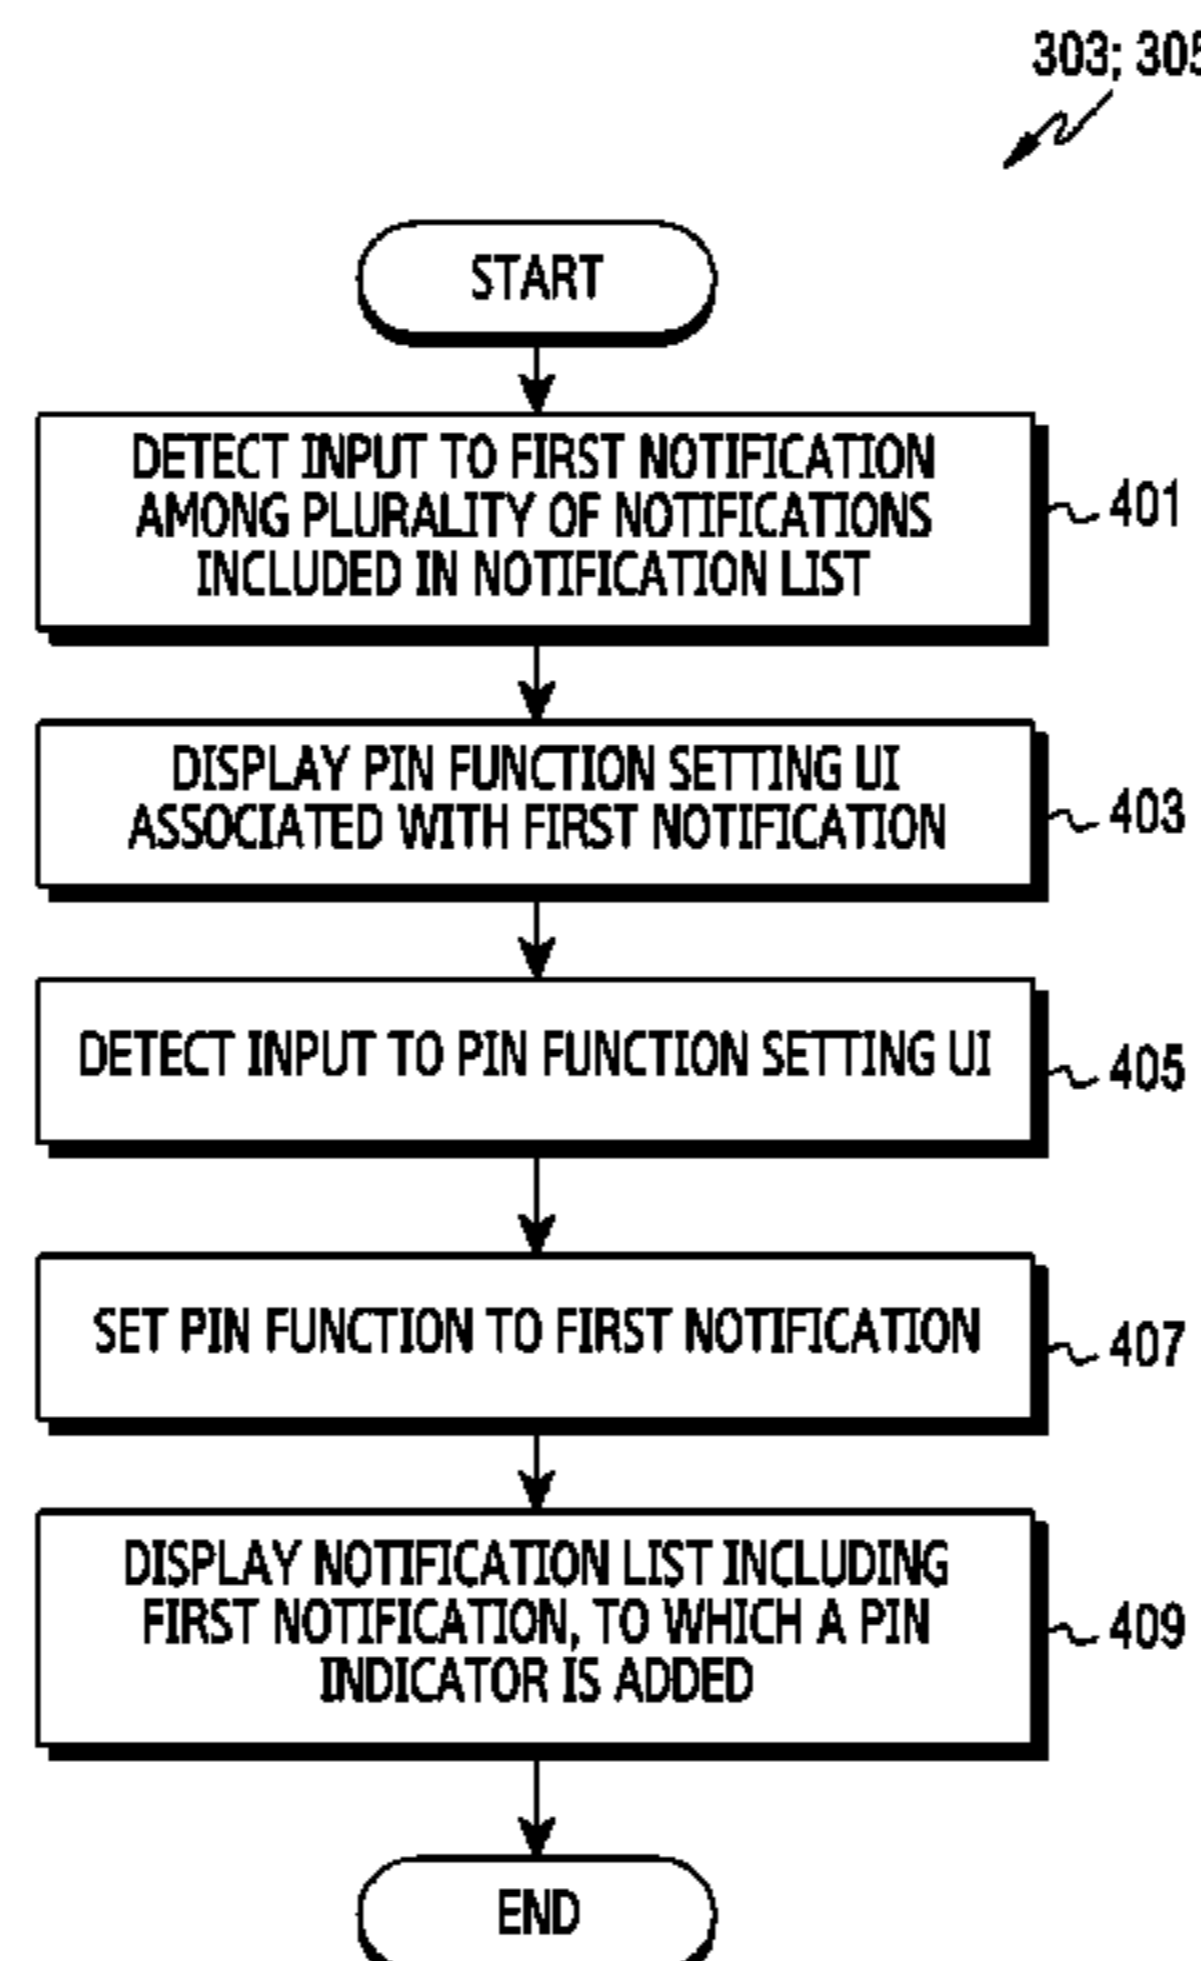 303; 305
START
DETECT INPUT TO FIRST NOTIFICATION
AMONG PLURALITY OF NOTIFICATIONS
INCLUDED IN NOTIFICATION LIST
401
DISPLAY PIN FUNCTION SETTING UI
ASSOCIATED WITH FIRST NOTIFICATION
403
DETECT INPUT TO PIN FUNCTION SETTING UI
405
SET PIN FUNCTION TO FIRST NOTIFICATION
407
DISPLAY NOTIFICATION LIST INCLUDING
FIRST NOTIFICATION, TO WHICH A PIN
INDICATOR IS ADDED
409
END